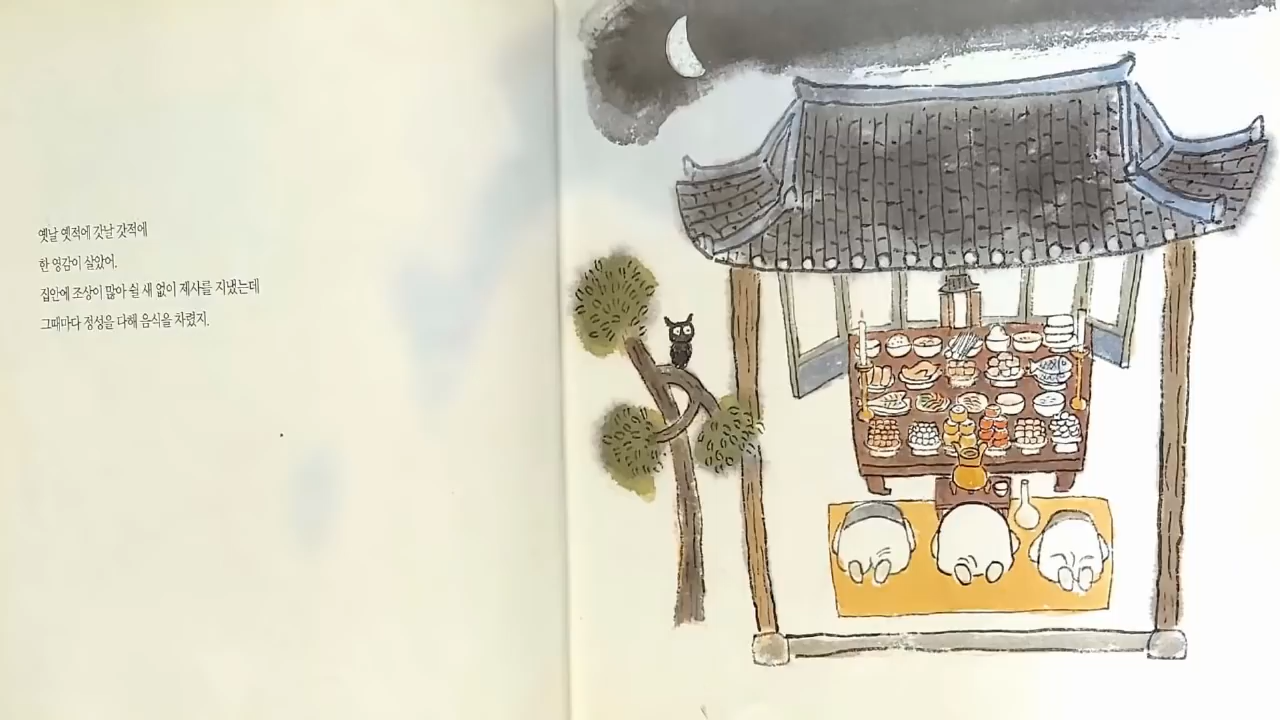 옛날 옛적에 갓날 갓적에
한 영감이 살았어.
집안에 조상이 많아 쉴 새 없이 제사를 지냈는데
그때마다 정성을 다해 음식을 차렸지.